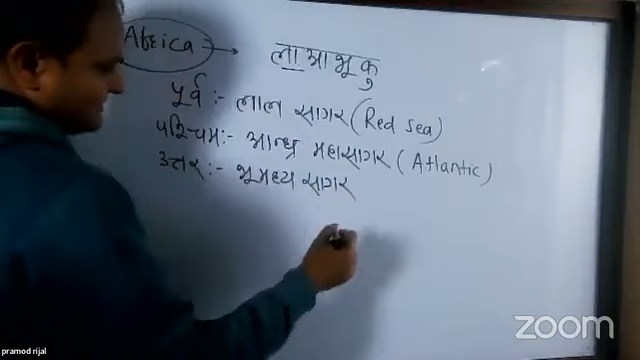 Africa → ला आ भू कु
पूर्व :- लाल सागर (Red Sea)
पश्चिम :- आन्ध्र महासागर (Atlantic)
उत्तर :- भूमध्य सागर
zoom
pramod rijal